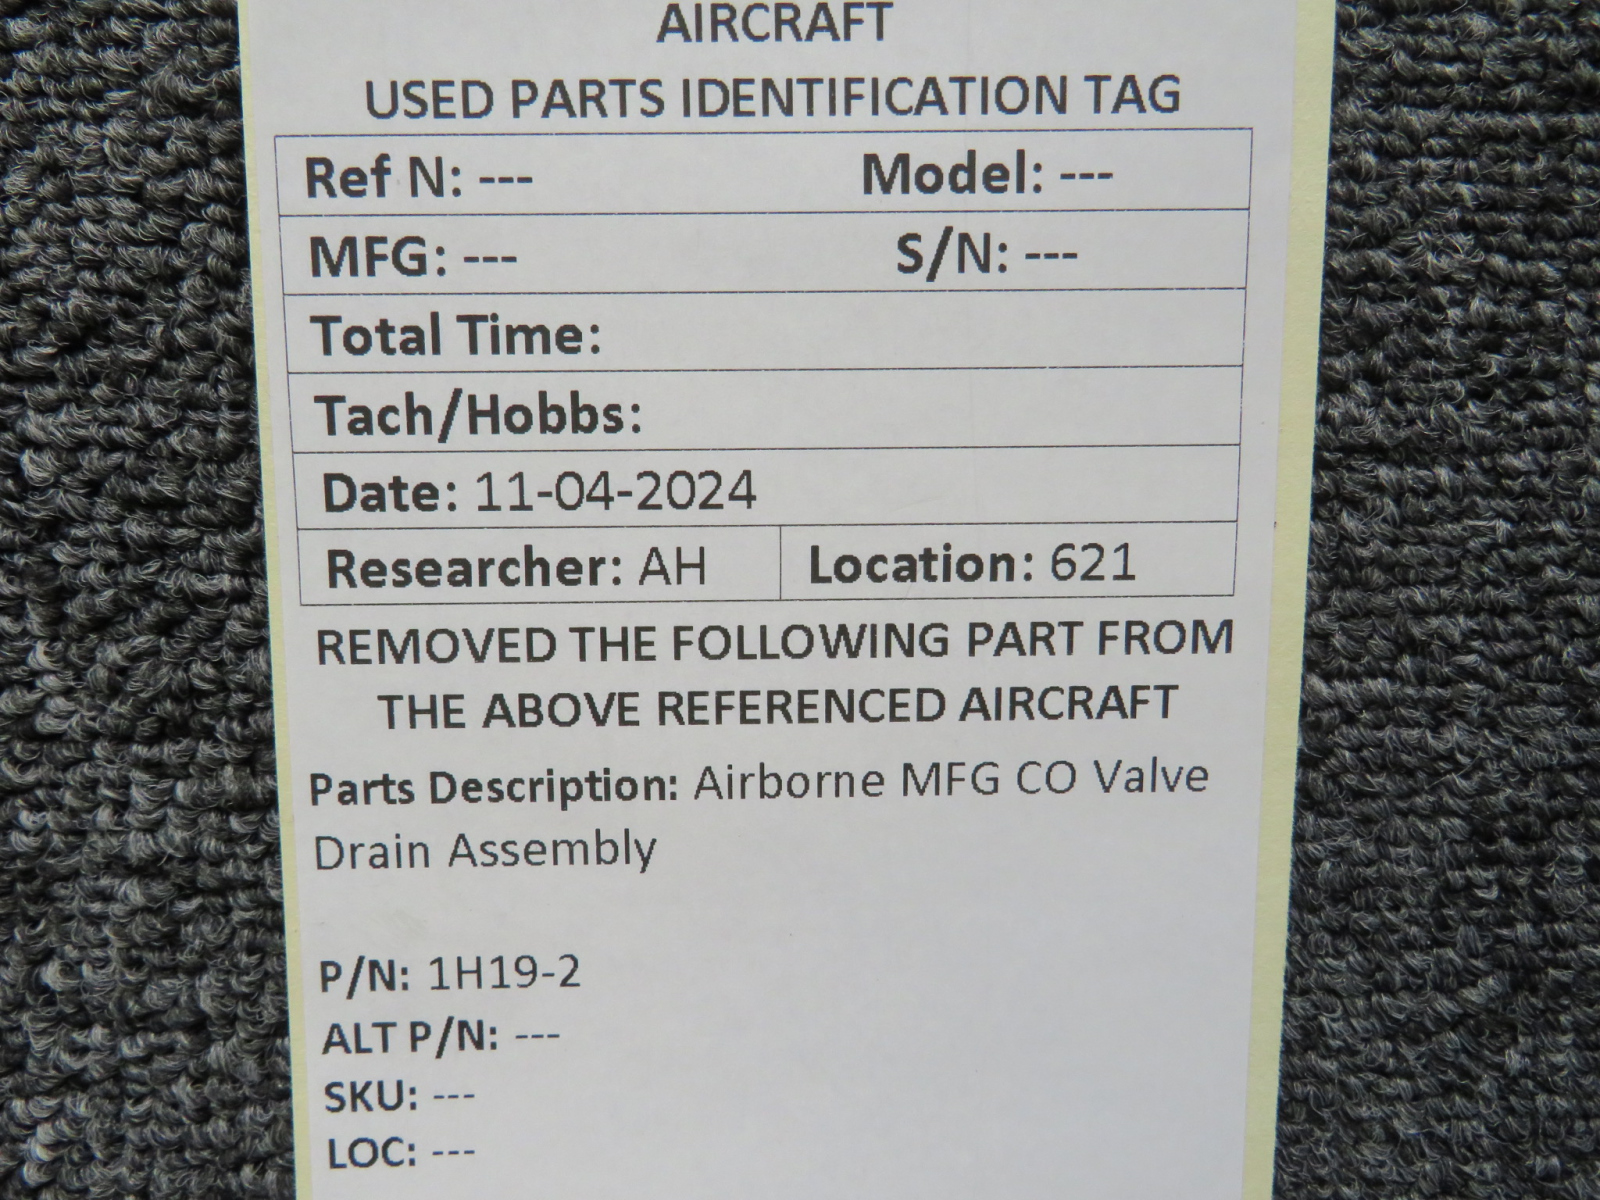 AIRCRAFT
USED PARTS IDENTIFICATION TAG
Ref N: --- Model: ---
MFG: --- S/N: ---
Total Time:
Tach/Hobbs:
Date: 11-04-2024
Researcher: AH Location: 621
REMOVED THE FOLLOWING PART FROM
THE ABOVE REFERENCED AIRCRAFT
Parts Description: Airborne MFG CO Valve
Drain Assembly
P/N: 1H19-2
ALT P/N: ---
SKU: ---
LOC: ---